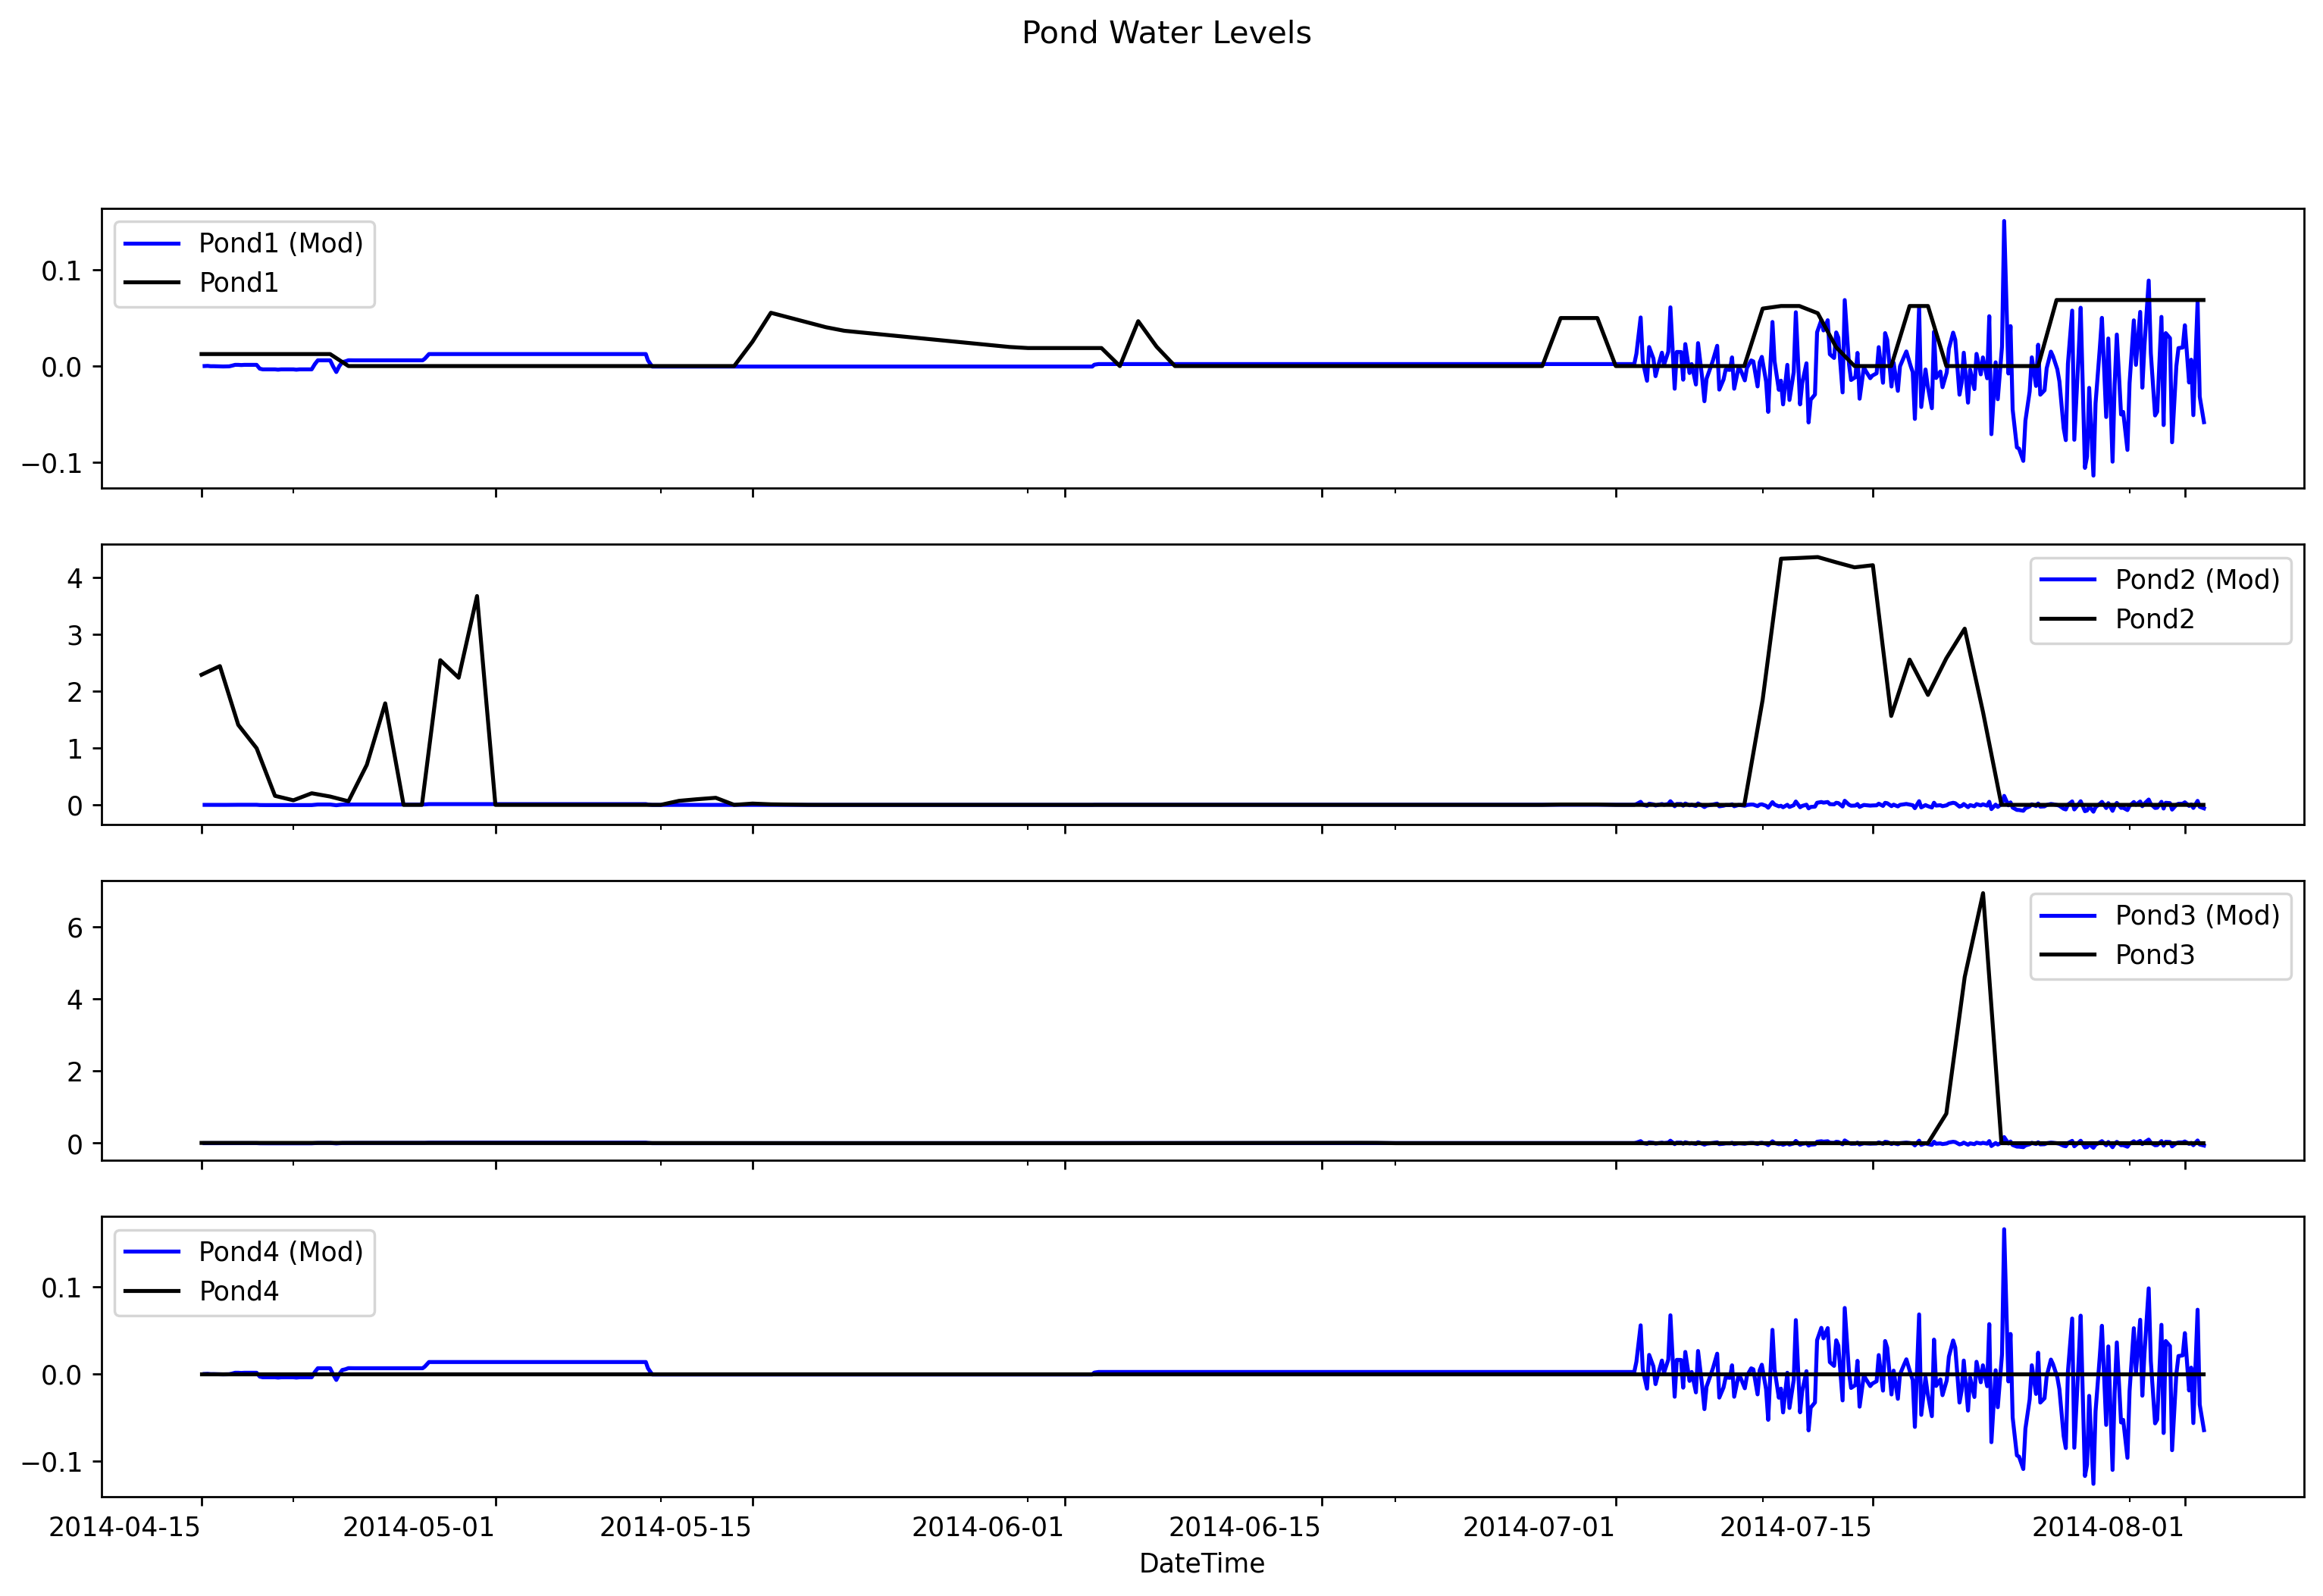 Pond Water Levels
Pond1 (Mod)
Pond1
0.1
0.0
−0.1
Pond2 (Mod)
Pond2
4
3
2
1
0
Pond3 (Mod)
Pond3
6
4
2
0
Pond4 (Mod)
Pond4
0.1
0.0
−0.1
2014-04-15 2014-05-01 2014-05-15 2014-06-01 2014-06-15 2014-07-01 2014-07-15 2014-08-01
DateTime